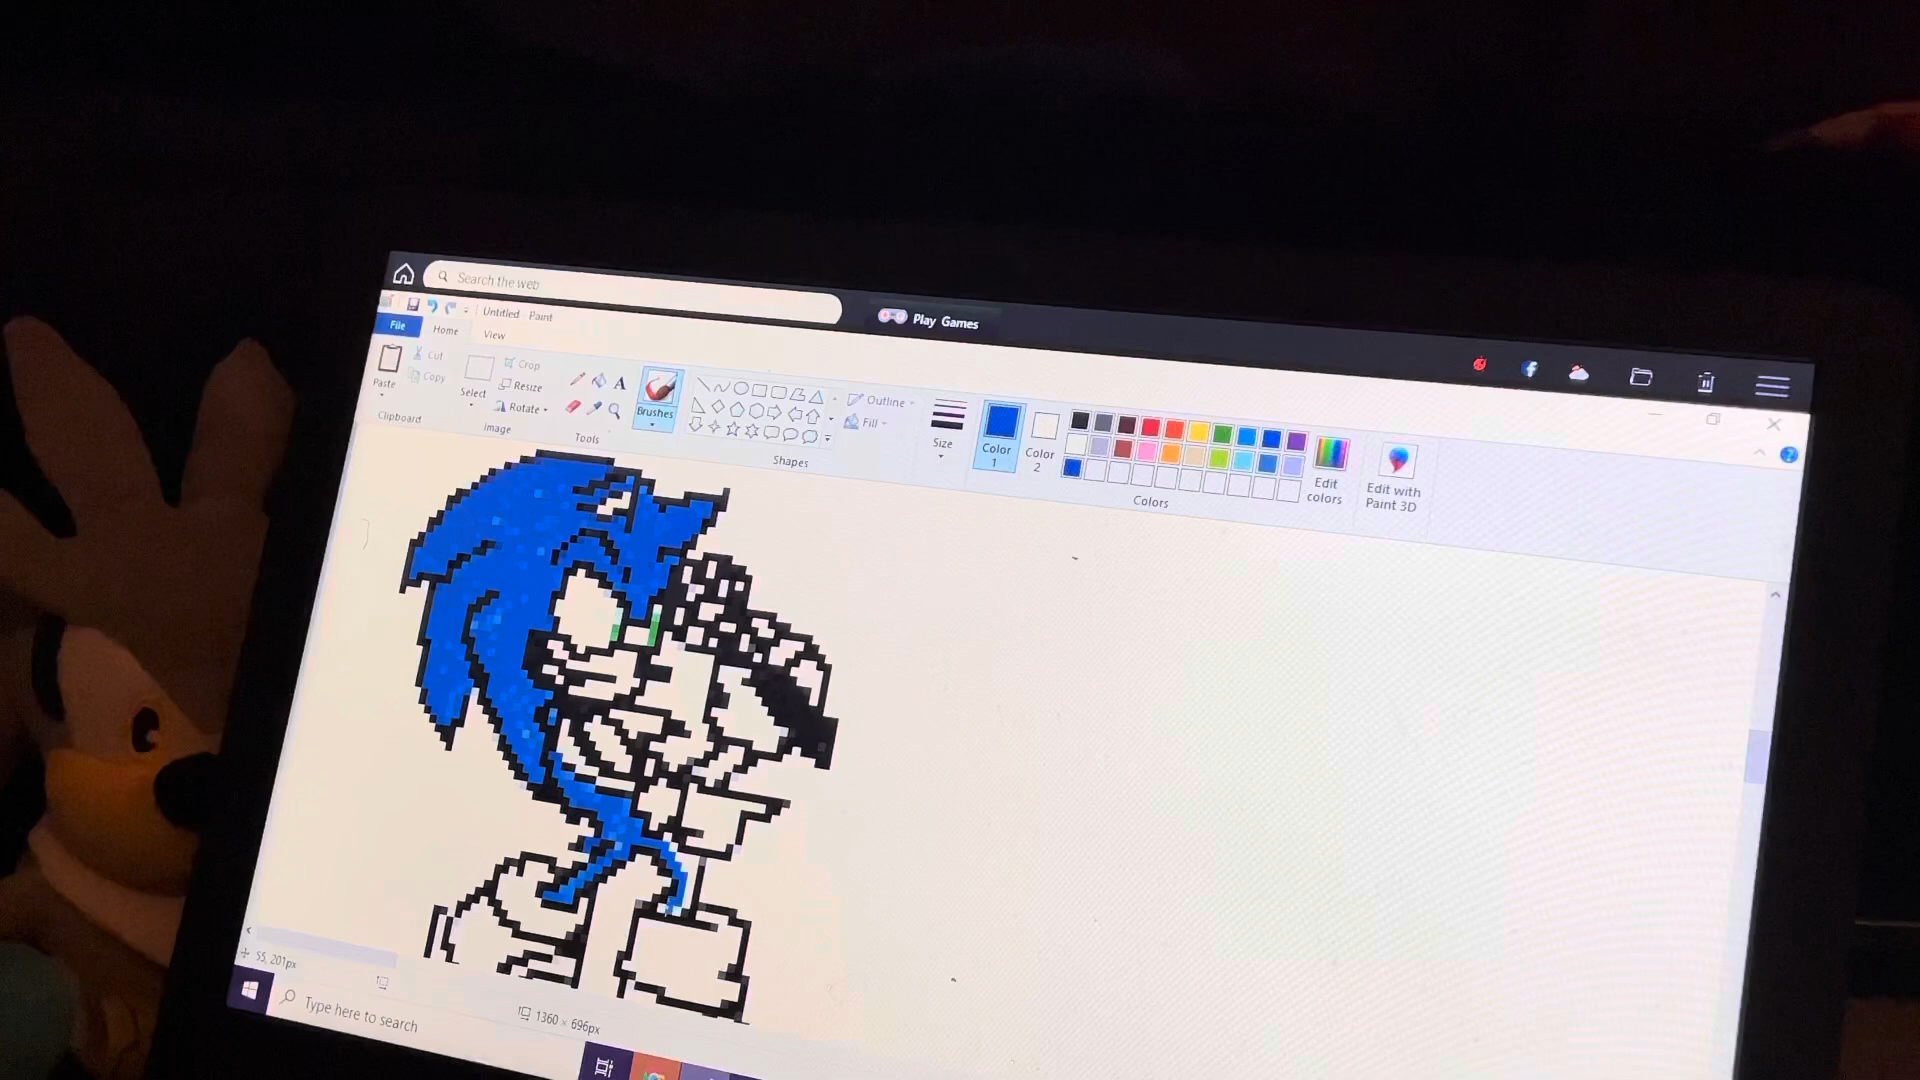 Search the web
Play Games
Untitled Paint
File
Home
View
Paste
Cut
Copy
Clipboard
Select
Crop
Resize
Rotate
Image
A
Tools
Brushes
Shapes
Outline
Fill
Size
Color
1
Color
2
Colors
Edit
colors
Edit with
Paint 3D
55, 201px
1360 × 696px
Type here to search